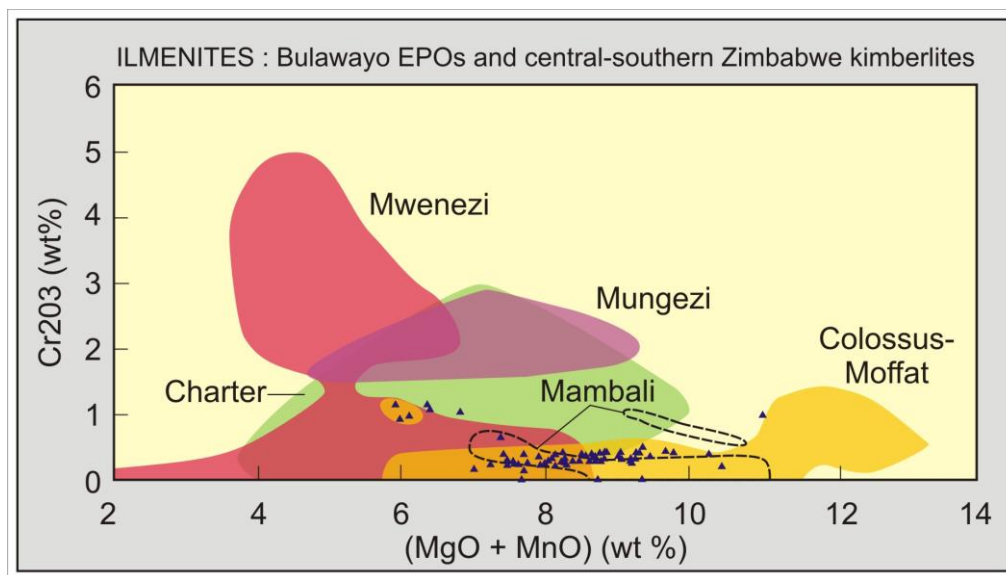 ILMENITES : Bulawayo EPOs and central-southern Zimbabwe kimberlites
6
5
4
3
2
1
0
Cr203 (wt%)
Mwenezi
Mungezi
Colossus-
Moffat
Charter
Mambali
2 4 6 8 10 12 14
(MgO + MnO) (wt %)